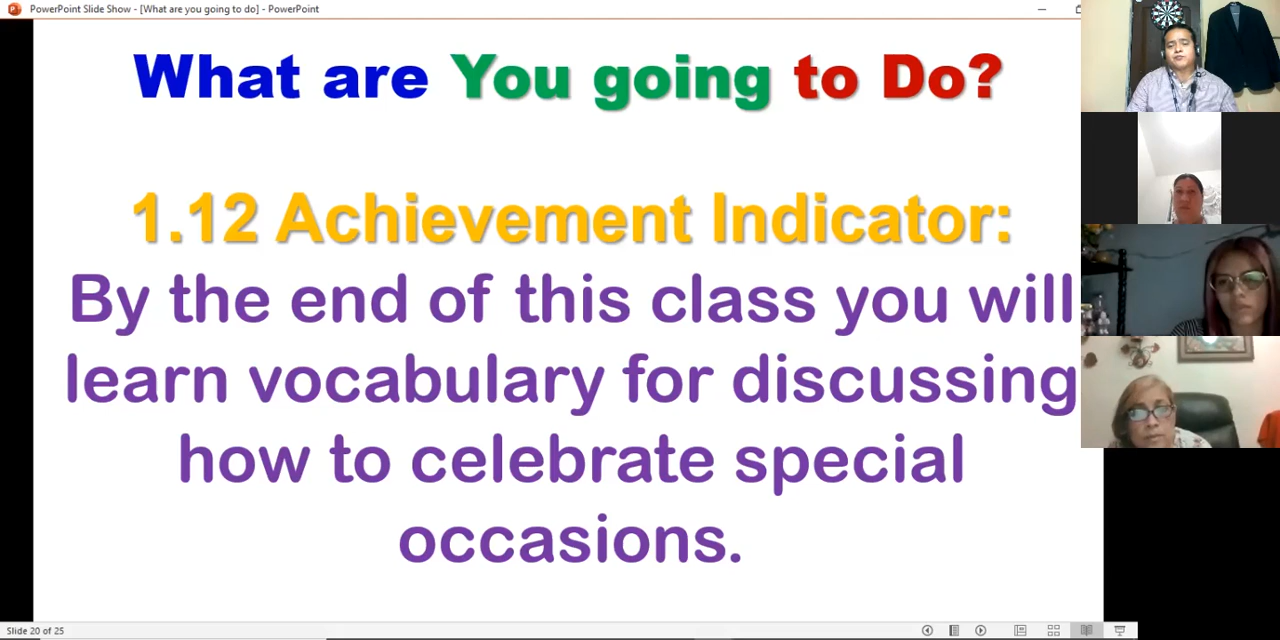 PowerPoint Slide Show - [What are you going to do] - PowerPoint
What are You going to Do?
1.12 Achievement Indicator:
By the end of this class you will
learn vocabulary for discussing
how to celebrate special
occasions.
Slide 20 of 25